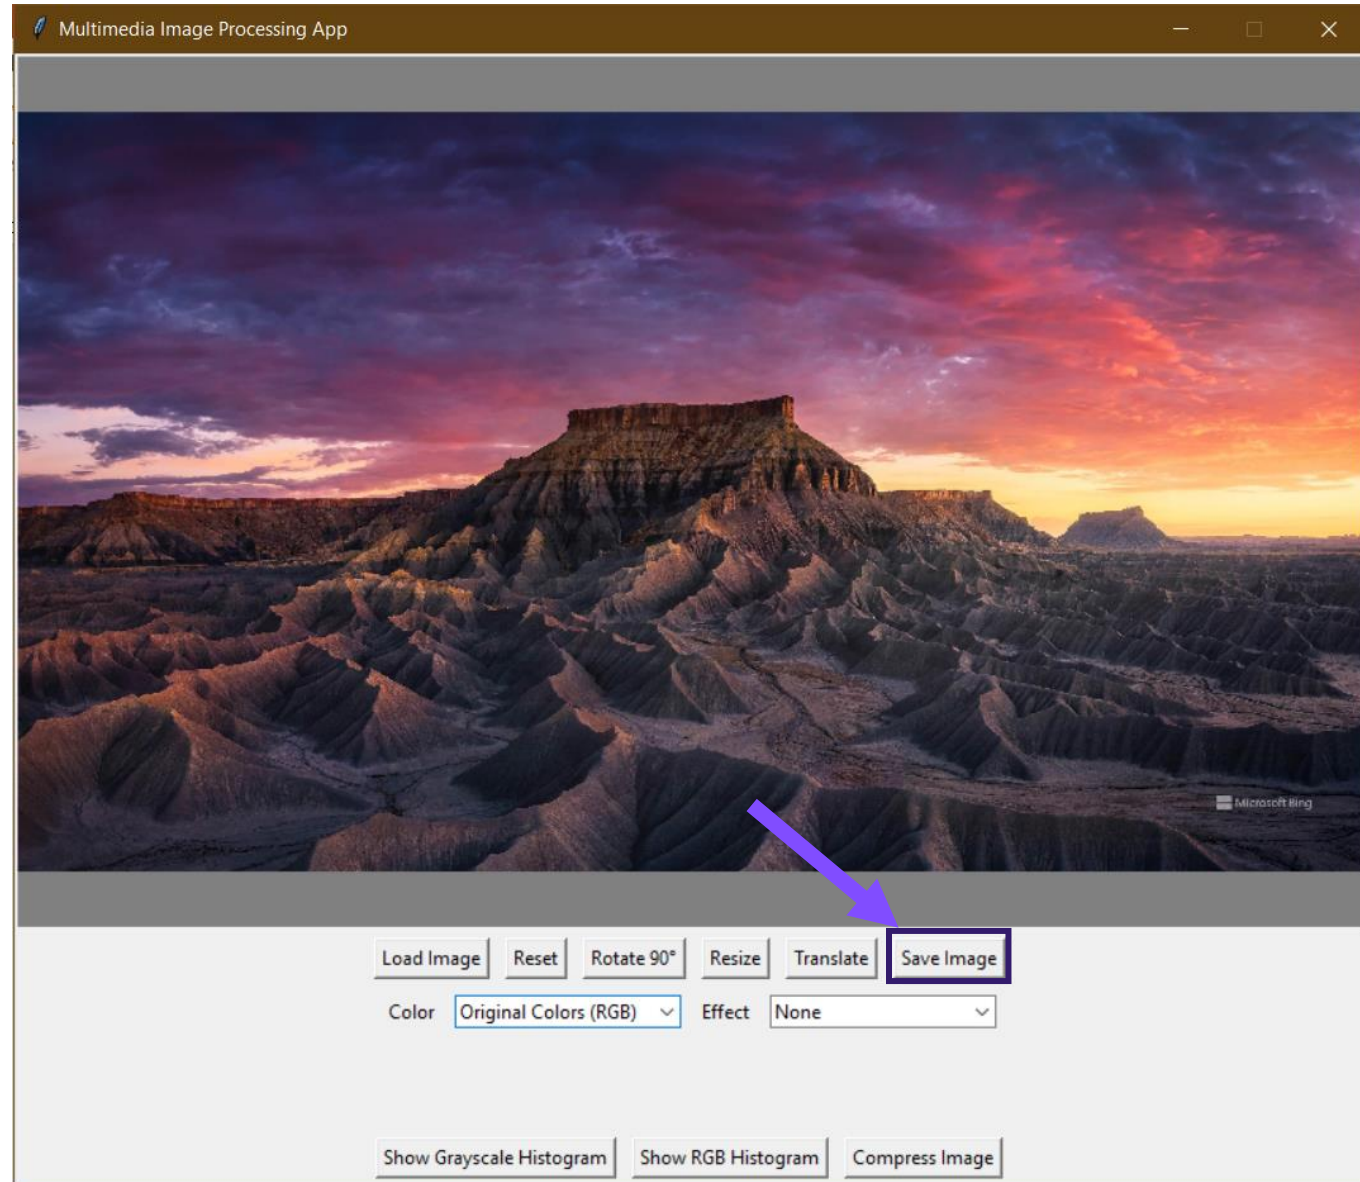 Multimedia Image Processing App
Microsoft Bing
Load Image Reset Rotate 90° Resize Translate Save Image
Color Original Colors (RGB) Effect None
Show Grayscale Histogram Show RGB Histogram Compress Image